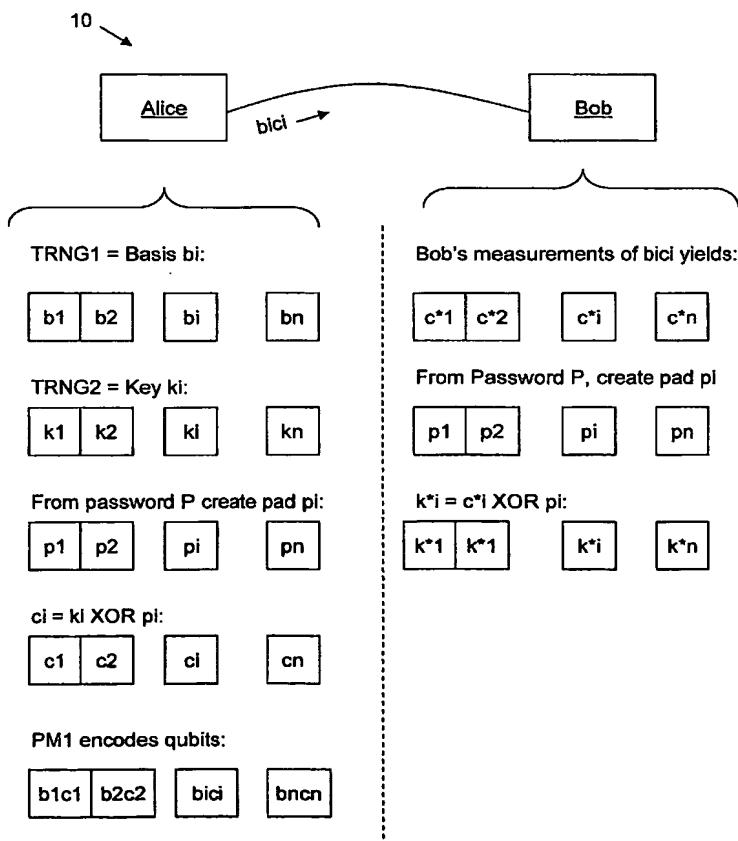 10
Alice
Bob
bici
TRNG1 = Basis bi:
b1 b2 bi bn
TRNG2 = Key ki:
k1 k2 ki kn
From password P create pad pi:
p1 p2 pi pn
ci = ki XOR pi:
c1 c2 ci cn
PM1 encodes qubits:
b1c1 b2c2 bici bncn
Bob's measurements of bici yields:
c*1 c*2 c*i c*n
From Password P, create pad pi
p1 p2 pi pn
k*i = c*i XOR pi:
k*1 k*1 k*i k*n